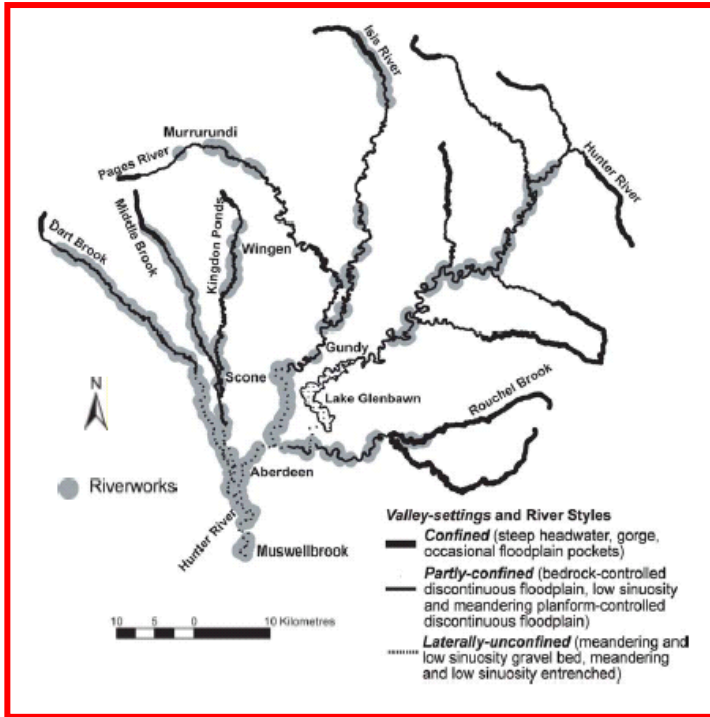 Isis River
Murrurundi
Pages River
Hunter River
Middle Brook
Kingdon Ponds
Dart Brook
Wingen
Gundy
Scone
Lake Glenbawn
Rouchel Brook
N
Riverworks
Aberdeen
Hunter River
Muswellbrook
Valley-settings and River Styles
Confined (steep headwater, gorge,
occasional floodplain pockets)
Partly-confined (bedrock-controlled
discontinuous floodplain, low sinuosity
and meandering planform-controlled
discontinuous floodplain)
Laterally-unconfined (meandering and
low sinuosity gravel bed, meandering
and low sinuosity entrenched)
10 5 0 10 Kilometres